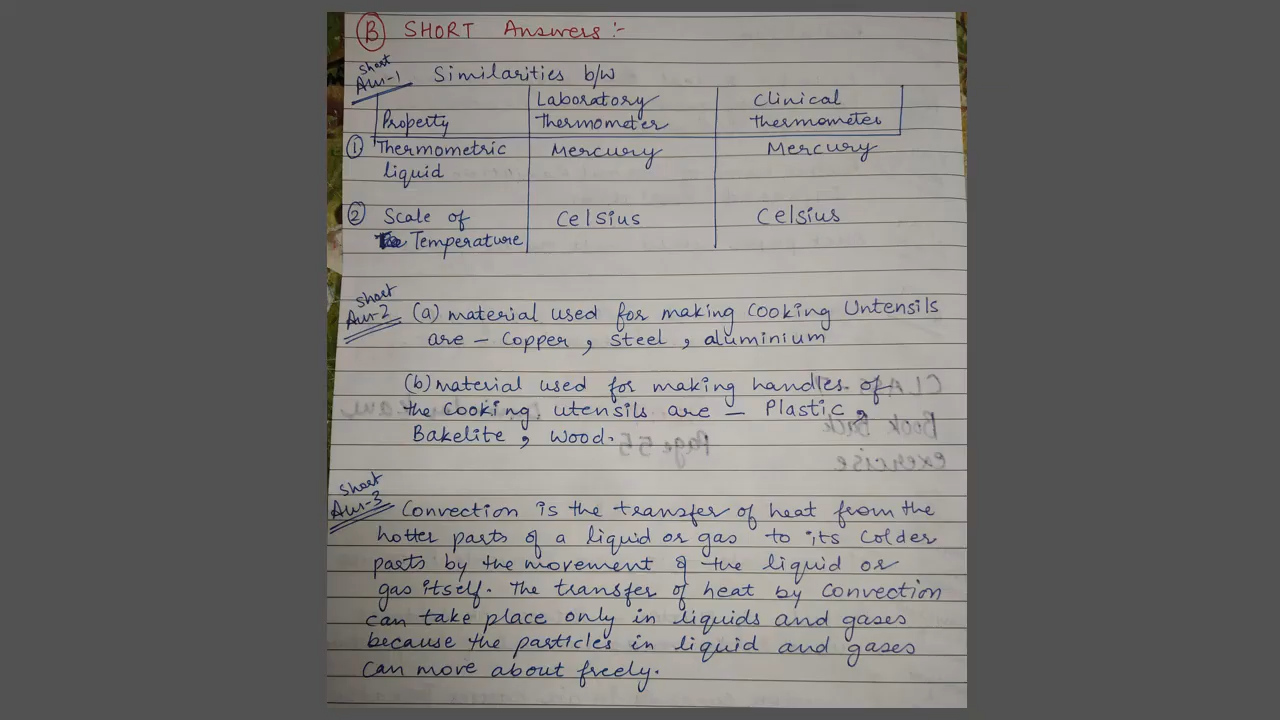 B SHORT Answers:-
Short
Ans-1 Similarities b/w
Property Laboratory thermometer Clinical thermometer
① Thermometric liquid Mercury Mercury
② Scale of Temperature Celsius Celsius
Short
Ans-2 (a) material used for making cooking Untensils
are – Copper, Steel, aluminium
(b) material used for making handles of
the cooking utensils are – Plastic,
Bakelite, wood.
Short
Ans-3 Convection is the transfer of heat from the
hotter parts of a liquid or gas to its colder
parts by the movement of the liquid or
gas itself. The transfer of heat by convection
can take place only in liquids and gases
because the particles in liquid and gases
can move about freely.
Book Back
Page 55
exercise